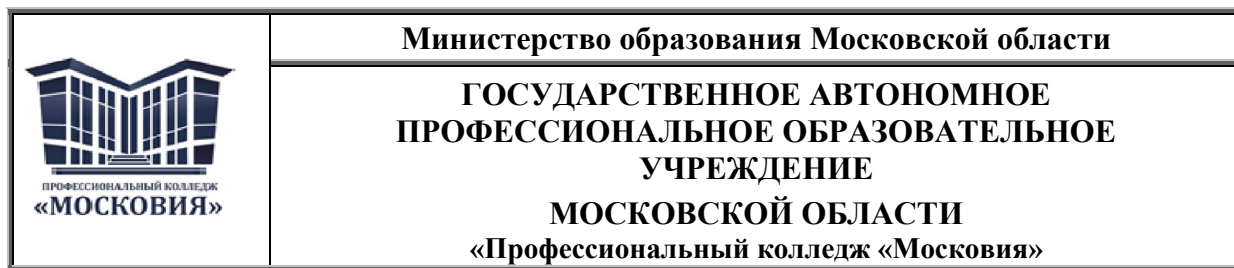 Министерство образования Московской области
ГОСУДАРСТВЕННОЕ АВТОНОМНОЕ
ПРОФЕССИОНАЛЬНОЕ ОБРАЗОВАТЕЛЬНОЕ
УЧРЕЖДЕНИЕ
МОСКОВСКОЙ ОБЛАСТИ
«Профессиональный колледж «Московия»
ПРОФЕССИОНАЛЬНЫЙ КОЛЛЕДЖ
«МОСКОВИЯ»